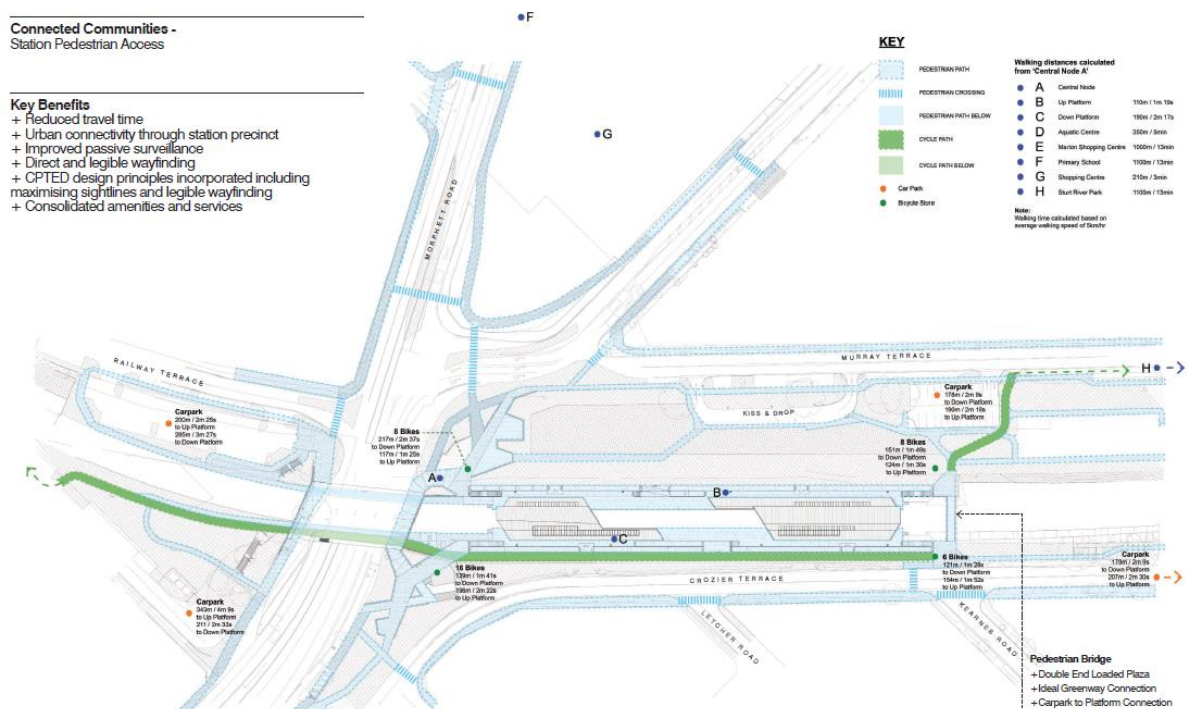 Connected Communities -
Station Pedestrian Access
Key Benefits
+ Reduced travel time
+ Urban connectivity through station precinct
+ Improved passive surveillance
+ Direct and legible wayfinding
+ CPTED design principles incorporated including
maximising sightlines and legible wayfinding
+ Consolidated amenities and services
F
G
MORPHETT ROAD
KEY
PEDESTRIAN PATH
PEDESTRIAN CROSSING
PEDESTRIAN PATH BELOW
CYCLE PATH
CYCLE PATH BELOW
Car Park
Bicycle Store
Walking distances calculated
from 'Central Node A'
A Central Node
B Up Platform 110m / 1m 19s
C Down Platform 190m / 2m 17s
D Aquatic Centre 350m / 5min
E Marion Shopping Centre 1000m / 13min
F Primary School 1100m / 13min
G Shopping Centre 210m / 3min
H Sturt River Park 1100m / 13min
Note:
Walking time calculated based on
average walking speed of 5km/hr
RAILWAY TERRACE
MURRAY TERRACE
H
Carpark
200m / 2m 25s
to Up Platform
285m / 3m 27s
to Down Platform
KISS & DROP
Carpark
178m / 2m 9s
to Down Platform
190m / 2m 19s
to Up Platform
8 Bikes
217m / 2m 37s
to Down Platform
117m / 1m 25s
to Up Platform
8 Bikes
151m / 1m 49s
to Down Platform
124m / 1m 30s
to Up Platform
A
B
C
16 Bikes
139m / 1m 41s
to Down Platform
196m / 2m 22s
to Up Platform
6 Bikes
121m / 1m 28s
to Down Platform
154m / 1m 52s
to Up Platform
Carpark
179m / 2m 9s
to Down Platform
207m / 2m 30s
to Up Platform
CROZIER TERRACE
Carpark
343m / 4m 9s
to Up Platform
211 / 2m 33s
to Down Platform
LETCHER ROAD
KEARNES ROAD
Pedestrian Bridge
+ Double End Loaded Plaza
+ Ideal Greenway Connection
+ Carpark to Platform Connection